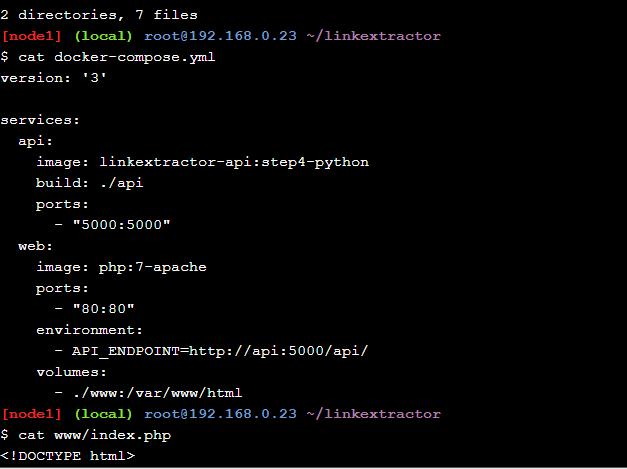 2 directories, 7 files
[node1] (local) root@192.168.0.23 ~/linkextractor
$ cat docker-compose.yml
version: '3'

services:
  api:
    image: linkextractor-api:step4-python
    build: ./api
    ports:
      - "5000:5000"
  web:
    image: php:7-apache
    ports:
      - "80:80"
    environment:
      - API_ENDPOINT=http://api:5000/api/
    volumes:
      - ./www:/var/www/html
[node1] (local) root@192.168.0.23 ~/linkextractor
$ cat www/index.php
<!DOCTYPE html>